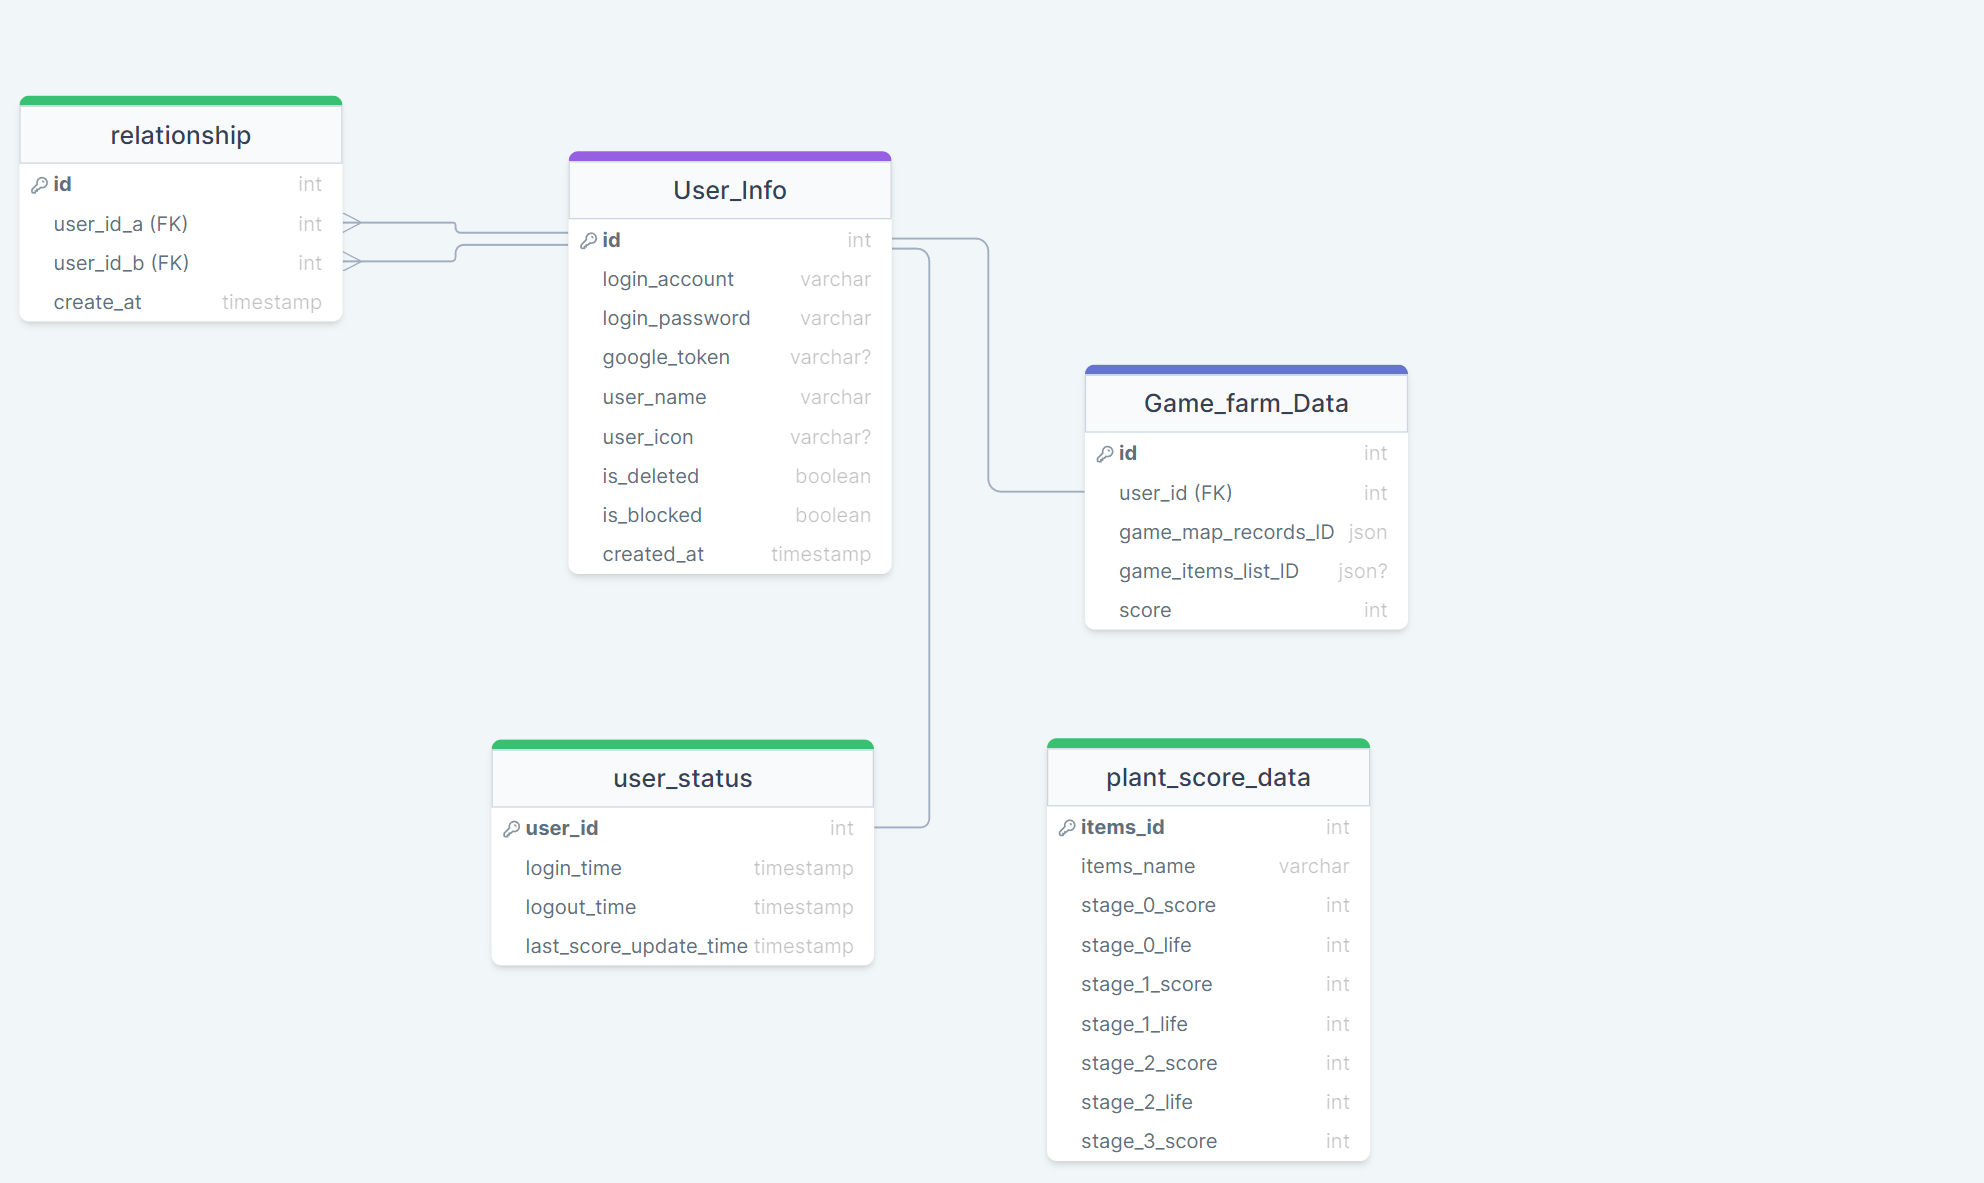 relationship
id int
user_id_a (FK) int
user_id_b (FK) int
create_at timestamp
User_Info
id int
login_account varchar
login_password varchar
google_token varchar?
user_name varchar
user_icon varchar?
is_deleted boolean
is_blocked boolean
created_at timestamp
Game_farm_Data
id int
user_id (FK) int
game_map_records_ID json
game_items_list_ID json?
score int
user_status
user_id int
login_time timestamp
logout_time timestamp
last_score_update_time timestamp
plant_score_data
items_id int
items_name varchar
stage_0_score int
stage_0_life int
stage_1_score int
stage_1_life int
stage_2_score int
stage_2_life int
stage_3_score int